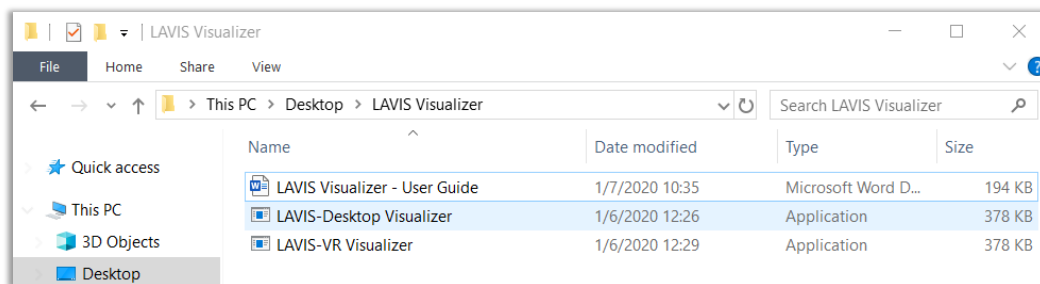 LAVIS Visualizer
File Home Share View
This PC > Desktop > LAVIS Visualizer Search LAVIS Visualizer
Name Date modified Type Size
Quick access
LAVIS Visualizer - User Guide 1/7/2020 10:35 Microsoft Word D... 194 KB
This PC
LAVIS-Desktop Visualizer 1/6/2020 12:26 Application 378 KB
3D Objects
LAVIS-VR Visualizer 1/6/2020 12:29 Application 378 KB
Desktop